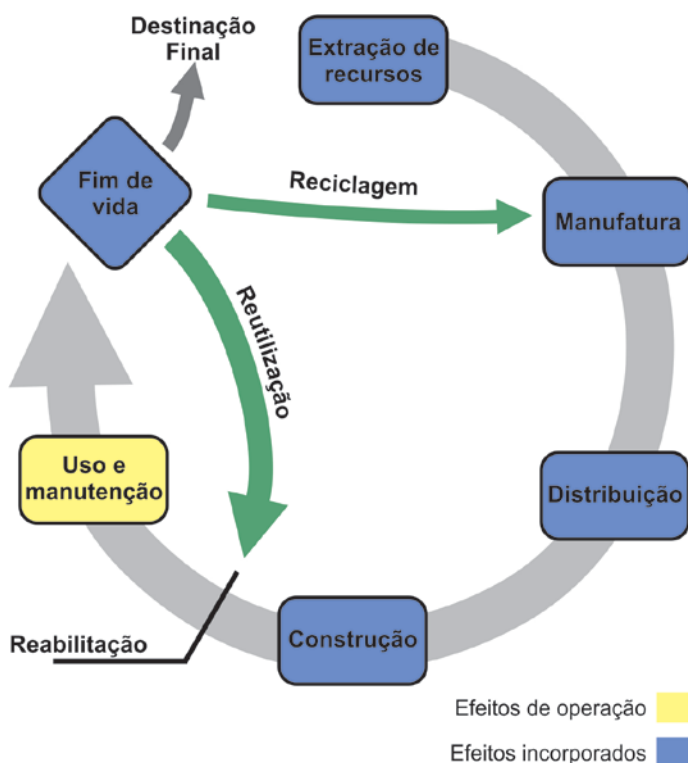 Destinação
Final
Extração de
recursos
Fim de
vida
Reciclagem
Manufatura
Reutilização
Uso e
manutenção
Distribuição
Reabilitação
Construção
Efeitos de operação
Efeitos incorporados